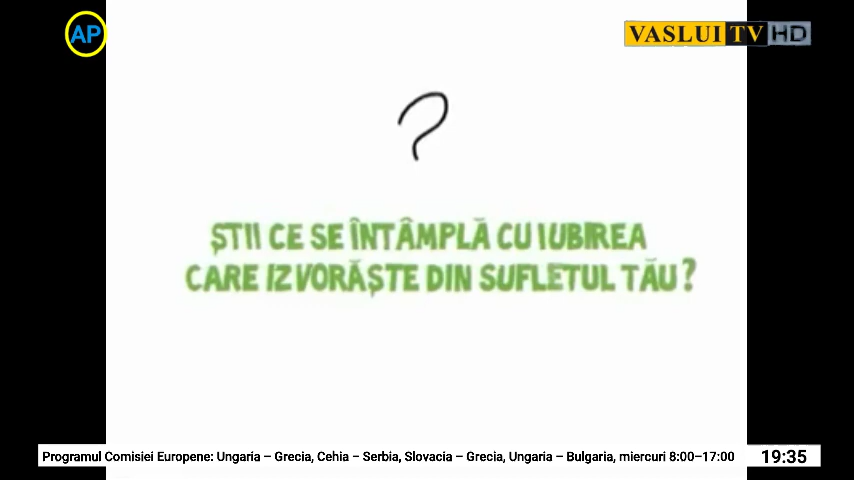 AP
VASLUI TV HD
?
ȘTII CE SE ÎNTÂMPLĂ CU IUBIREA
CARE IZVORĂȘTE DIN SUFLETUL TĂU?
Programul Comisiei Europene: Ungaria – Grecia, Cehia – Serbia, Slovacia – Grecia, Ungaria – Bulgaria, miercuri 8:00–17:00
19:35